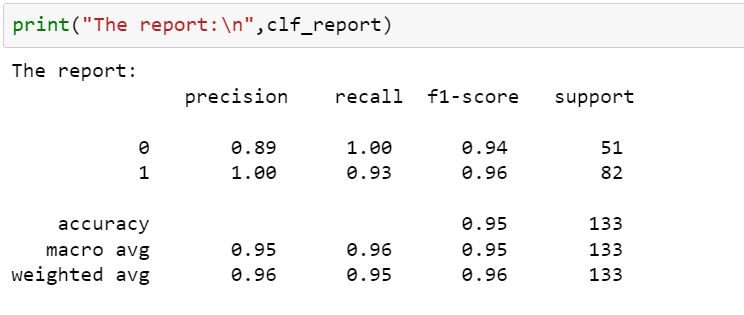 print("The report:\n",clf_report)
The report:
precision recall f1-score support
0 0.89 1.00 0.94 51
1 1.00 0.93 0.96 82
accuracy 0.95 133
macro avg 0.95 0.96 0.95 133
weighted avg 0.96 0.95 0.96 133